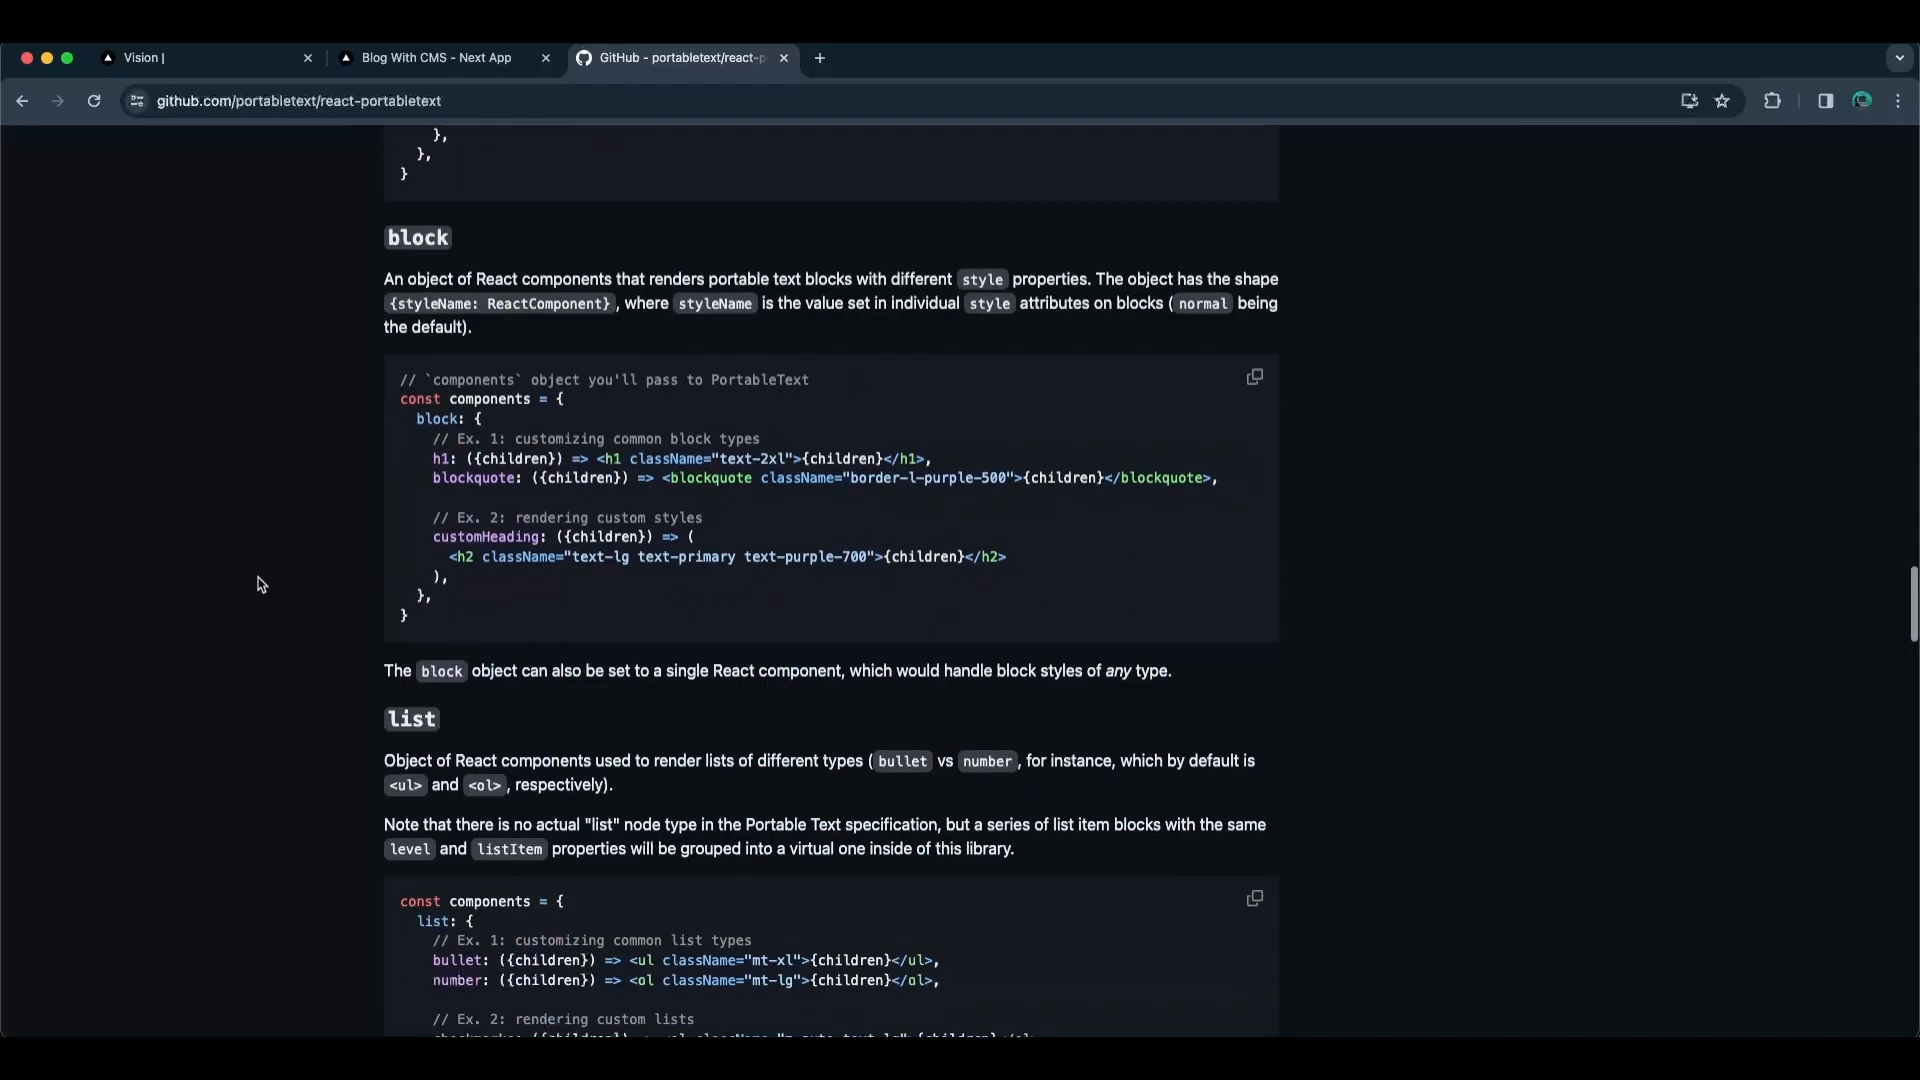 Vision |
Blog With CMS - Next App
GitHub - portabletext/react-p
github.com/portabletext/react-portabletext
},
},
}
block
An object of React components that renders portable text blocks with different style properties. The object has the shape
{styleName: ReactComponent}, where styleName is the value set in individual style attributes on blocks (normal being
the default).
// `components` object you'll pass to PortableText
const components = {
block: {
// Ex. 1: customizing common block types
h1: ({children}) => <h1 className="text-2xl">{children}</h1>,
blockquote: ({children}) => <blockquote className="border-l-purple-500">{children}</blockquote>,
// Ex. 2: rendering custom styles
customHeading: ({children}) => (
<h2 className="text-lg text-primary text-purple-700">{children}</h2>
),
},
}
The block object can also be set to a single React component, which would handle block styles of any type.
list
Object of React components used to render lists of different types (bullet vs number, for instance, which by default is
<ul> and <ol>, respectively).
Note that there is no actual "list" node type in the Portable Text specification, but a series of list item blocks with the same
level and listItem properties will be grouped into a virtual one inside of this library.
const components = {
list: {
// Ex. 1: customizing common list types
bullet: ({children}) => <ul className="mt-xl">{children}</ul>,
number: ({children}) => <ol className="mt-lg">{children}</ol>,
// Ex. 2: rendering custom lists